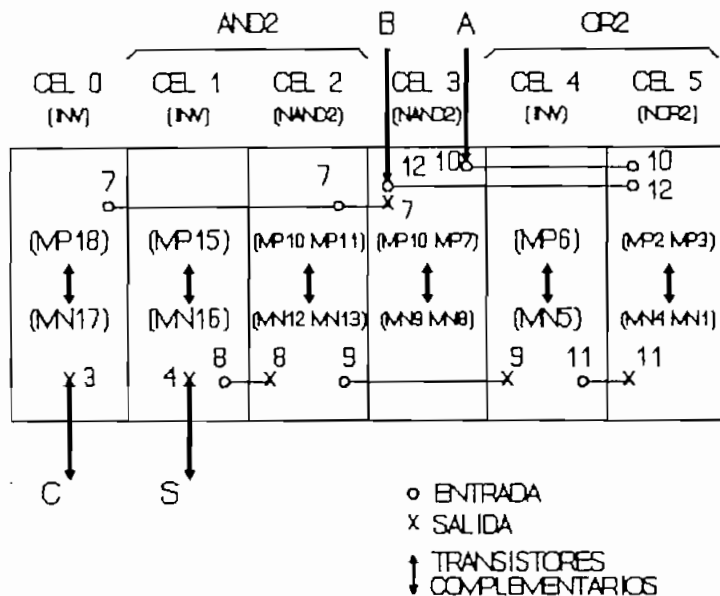 AND2 B A OR2
CEL 0 CEL 1 CEL 2 CEL 3 CEL 4 CEL 5
(INV) (INV) (NAND2) (NAND2) (INV) (NOR2)
7 7 12 10 10
7 12
(MP18) (MP15) (MP10 MP11) (MP10 MP7) (MP6) (MP2 MP3)
(MN17) (MN16) (MN12 MN13) (MN9 MN8) (MN5) (MN4 MN1)
3 4 8 8 9 9 11 11
C S
o ENTRADA
x SALIDA
TRANSISTORES
COMPLEMENTARIOS